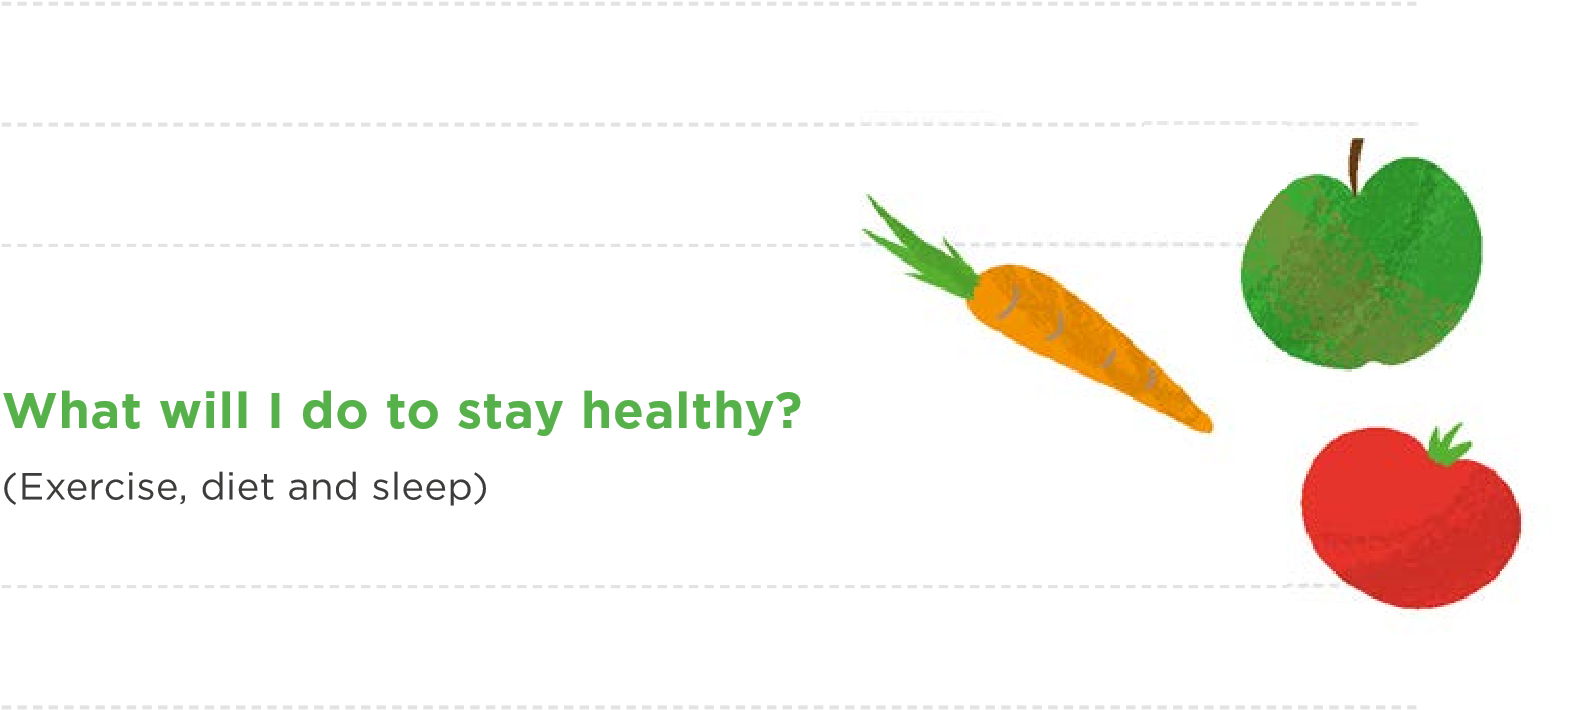 What will I do to stay healthy?
(Exercise, diet and sleep)